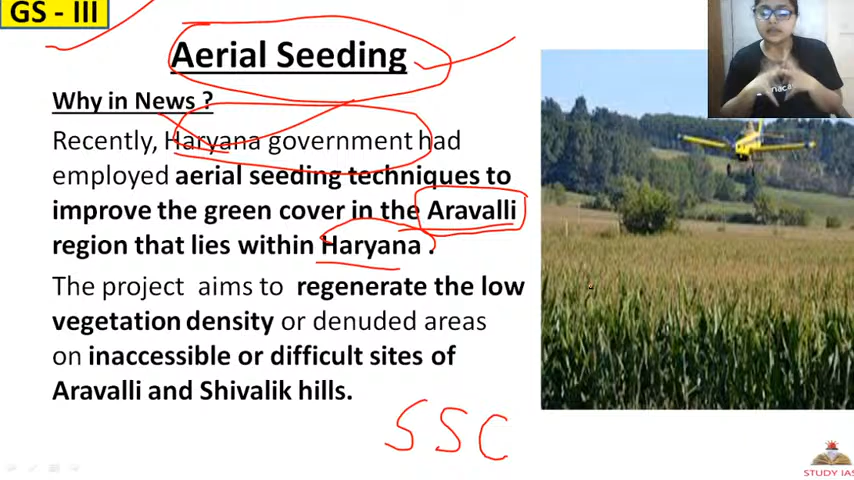 GS - III
Aerial Seeding
Why in News ?
Recently, Haryana government had
employed aerial seeding techniques to
improve the green cover in the Aravalli
region that lies within Haryana .
The project aims to regenerate the low
vegetation density or denuded areas
on inaccessible or difficult sites of
Aravalli and Shivalik hills.
SSC
STUDY IAS